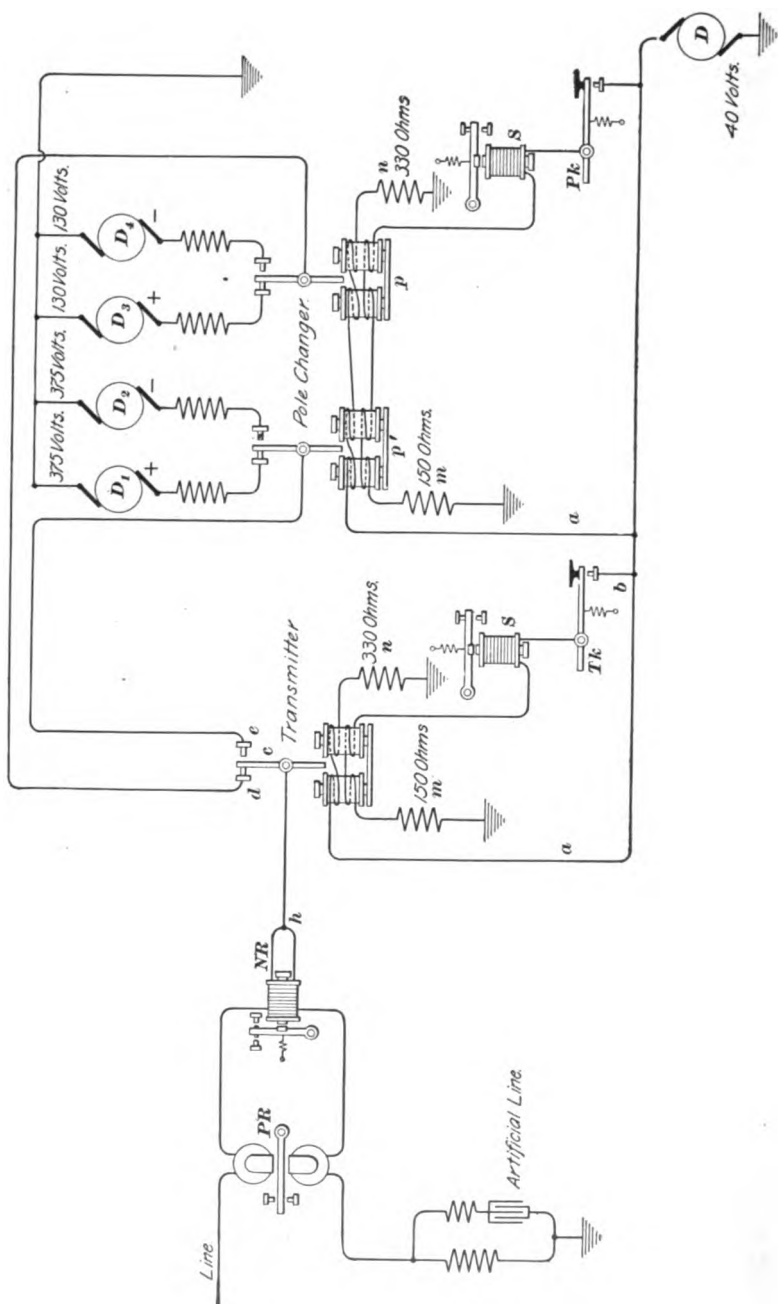 375 Volts.
375 Volts.
130 Volts.
130 Volts.
D₁
+
D₂
−
D₃
+
D₄
−
Pole Changer.
p'
p
150 Ohms.
m
n
330 Ohms
S
Pk
a
D
40 Volts.
d
e
c
Transmitter
150 Ohms
m
330 Ohms.
n
S
Tk
b
a
NR
h
PR
Line
Artificial Line.